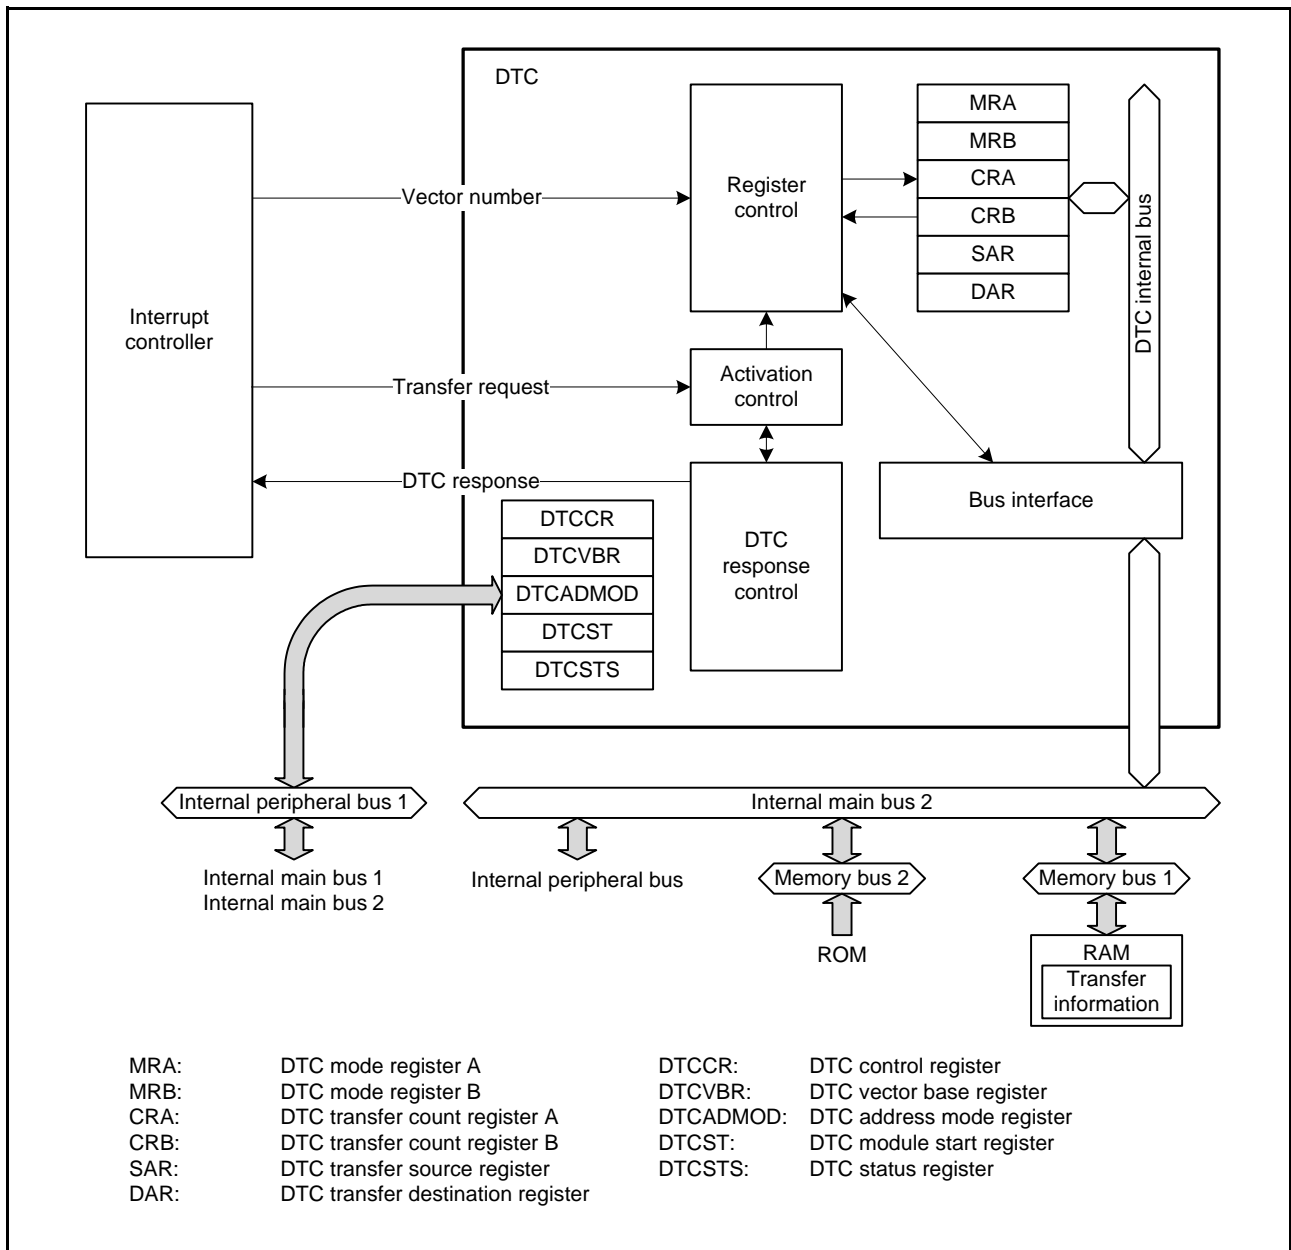 DTC
MRA
MRB
CRA
CRB
SAR
DAR
Register
control
Vector number
DTC internal bus
Interrupt
controller
Activation
control
Transfer request
DTC response
Bus interface
DTCCR
DTCVBR
DTCADMOD
DTCST
DTCSTS
DTC
response
control
Internal peripheral bus 1
Internal main bus 2
Internal main bus 1
Internal main bus 2
Internal peripheral bus
Memory bus 2
Memory bus 1
ROM
RAM
Transfer
information
MRA: DTC mode register A
MRB: DTC mode register B
CRA: DTC transfer count register A
CRB: DTC transfer count register B
SAR: DTC transfer source register
DAR: DTC transfer destination register
DTCCR: DTC control register
DTCVBR: DTC vector base register
DTCADMOD: DTC address mode register
DTCST: DTC module start register
DTCSTS: DTC status register